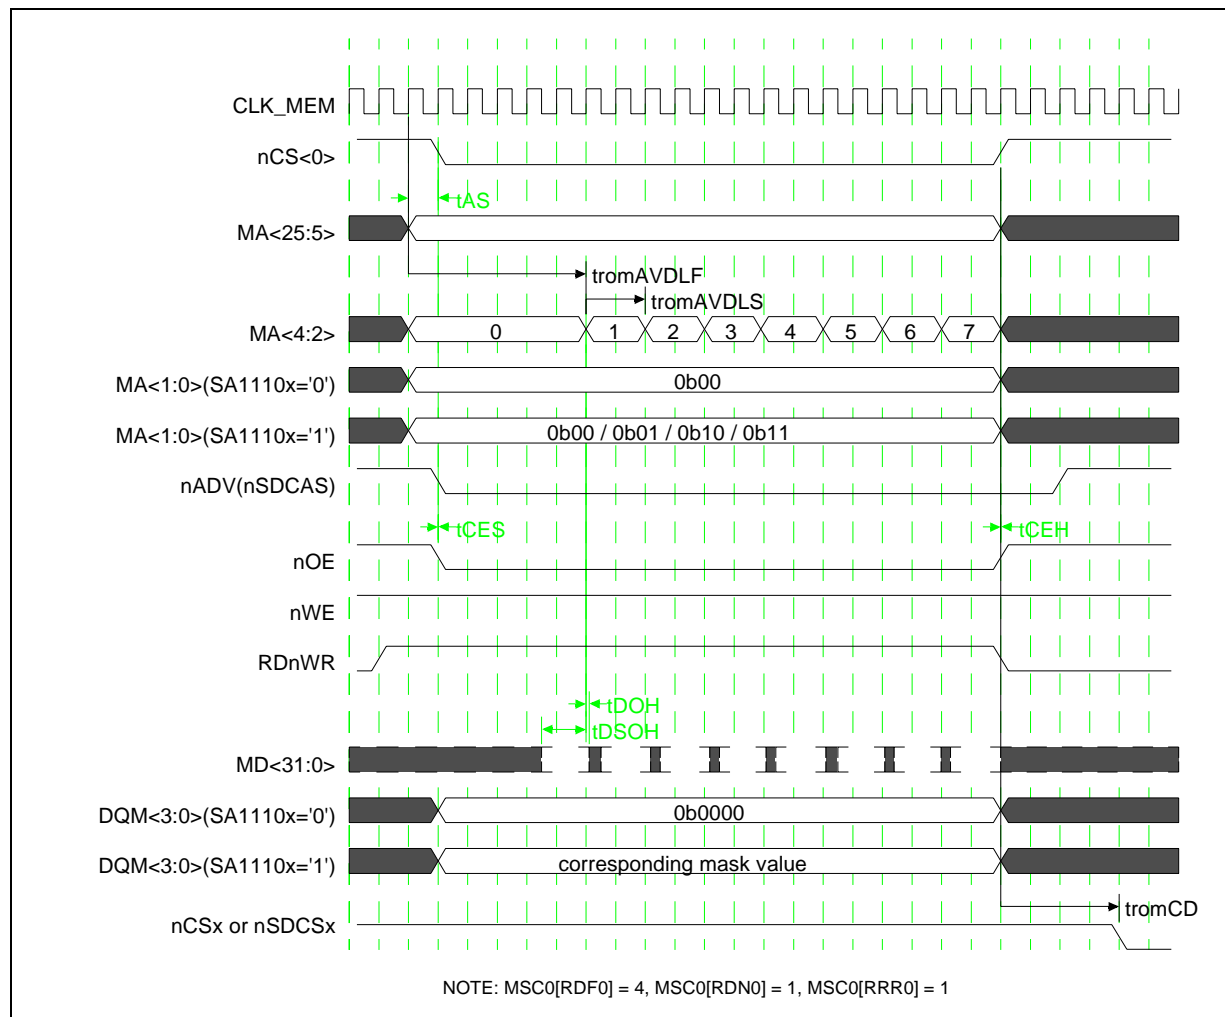 CLK_MEM
nCS<0>
tAS
MA<25:5>
tromAVDLF
tromAVDLS
MA<4:2>
0 1 2 3 4 5 6 7
MA<1:0>(SA1110x='0')
0b00
MA<1:0>(SA1110x='1')
0b00 / 0b01 / 0b10 / 0b11
nADV(nSDCAS)
tCES
tCEH
nOE
nWE
RDnWR
tDOH
tDSOH
MD<31:0>
DQM<3:0>(SA1110x='0')
0b0000
DQM<3:0>(SA1110x='1')
corresponding mask value
tromCD
nCSx or nSDCSx
NOTE: MSC0[RDF0] = 4, MSC0[RDN0] = 1, MSC0[RRR0] = 1